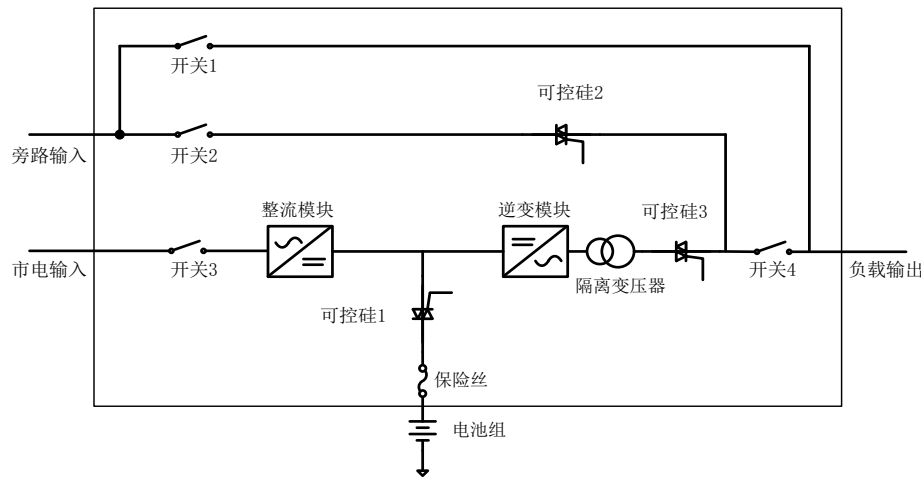 开关1
可控硅2
旁路输入
开关2
整流模块
逆变模块
可控硅3
市电输入
开关3
隔离变压器
开关4
负载输出
可控硅1
保险丝
电池组